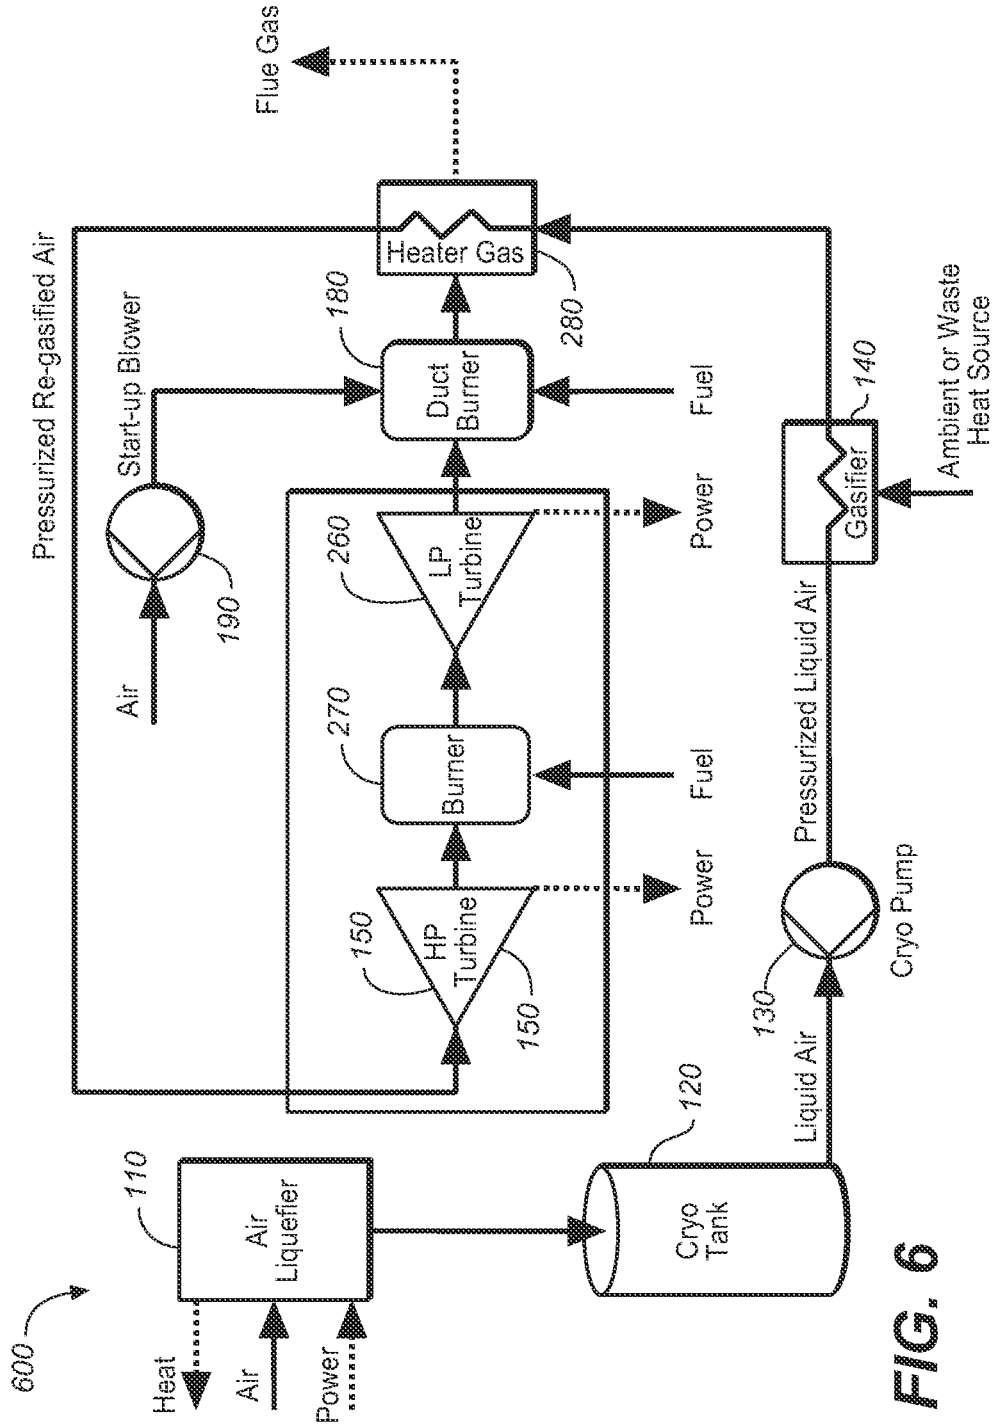 600
Heat
Air
Power
110
Air
Liquefier
120
Cryo
Tank
Liquid Air
130
Cryo Pump
Pressurized Liquid Air
140
Gasifier
Ambient or Waste
Heat Source
Pressurized Re-gasified Air
Air
190
Start-up Blower
150
HP
Turbine
150
Power
270
Burner
Fuel
260
LP
Turbine
Power
180
Duct
Burner
Fuel
Heater Gas
280
Flue Gas
FIG. 6